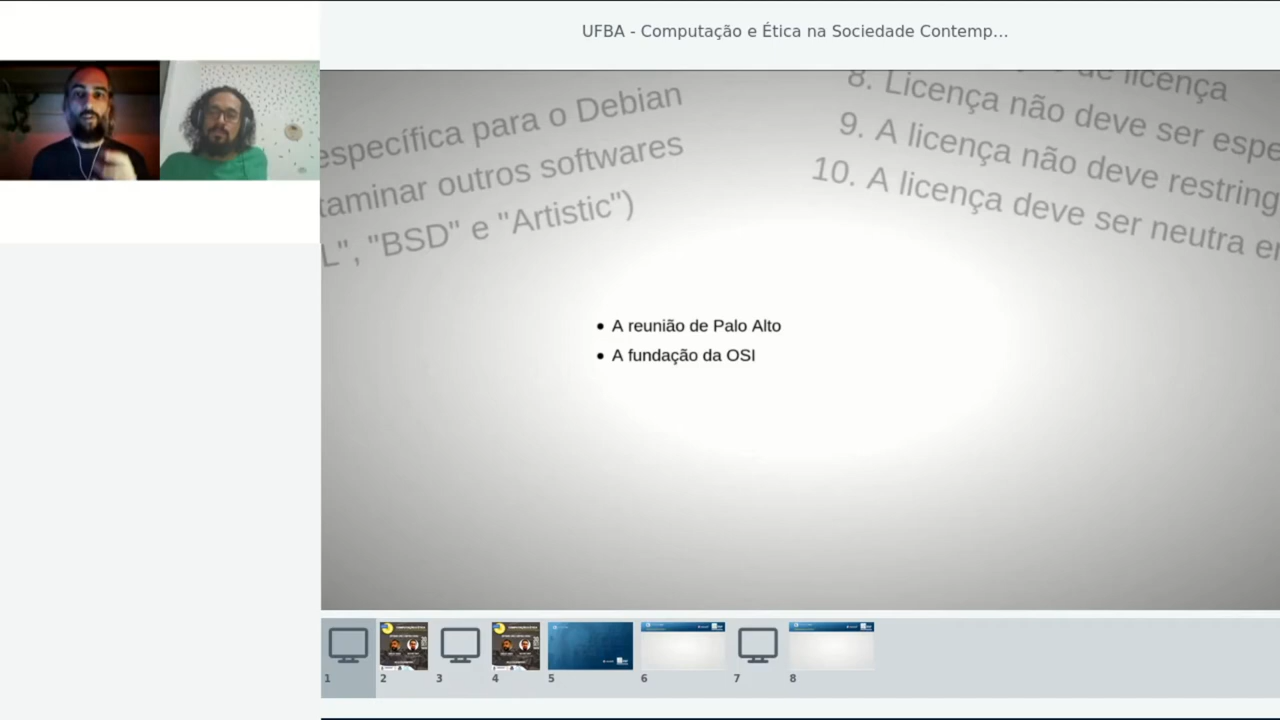 UFBA - Computação e Ética na Sociedade Contemp...
específica para o Debian
taminar outros softwares
L", "BSD" e "Artistic")
de licença
8. Licença não deve ser espe
9. A licença não deve restring
10. A licença deve ser neutra e
• A reunião de Palo Alto
• A fundação da OSI
1
2
3
4
5
6
7
8